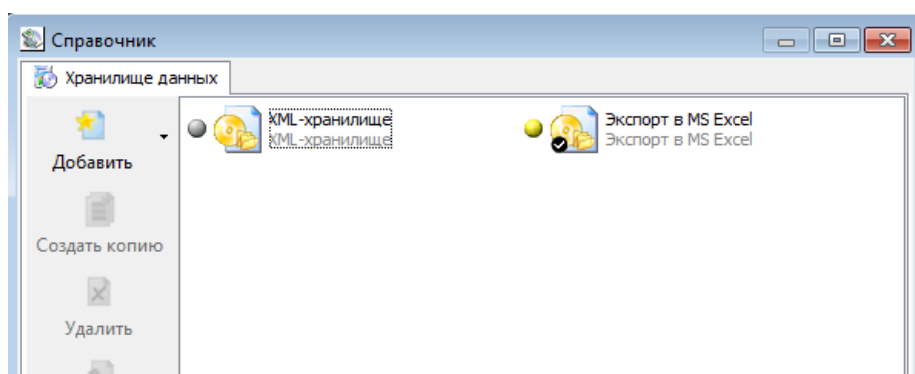 Справочник
Хранилище данных
Добавить
Создать копию
Удалить
XML-хранилище
XML-хранилище
Экспорт в MS Excel
Экспорт в MS Excel